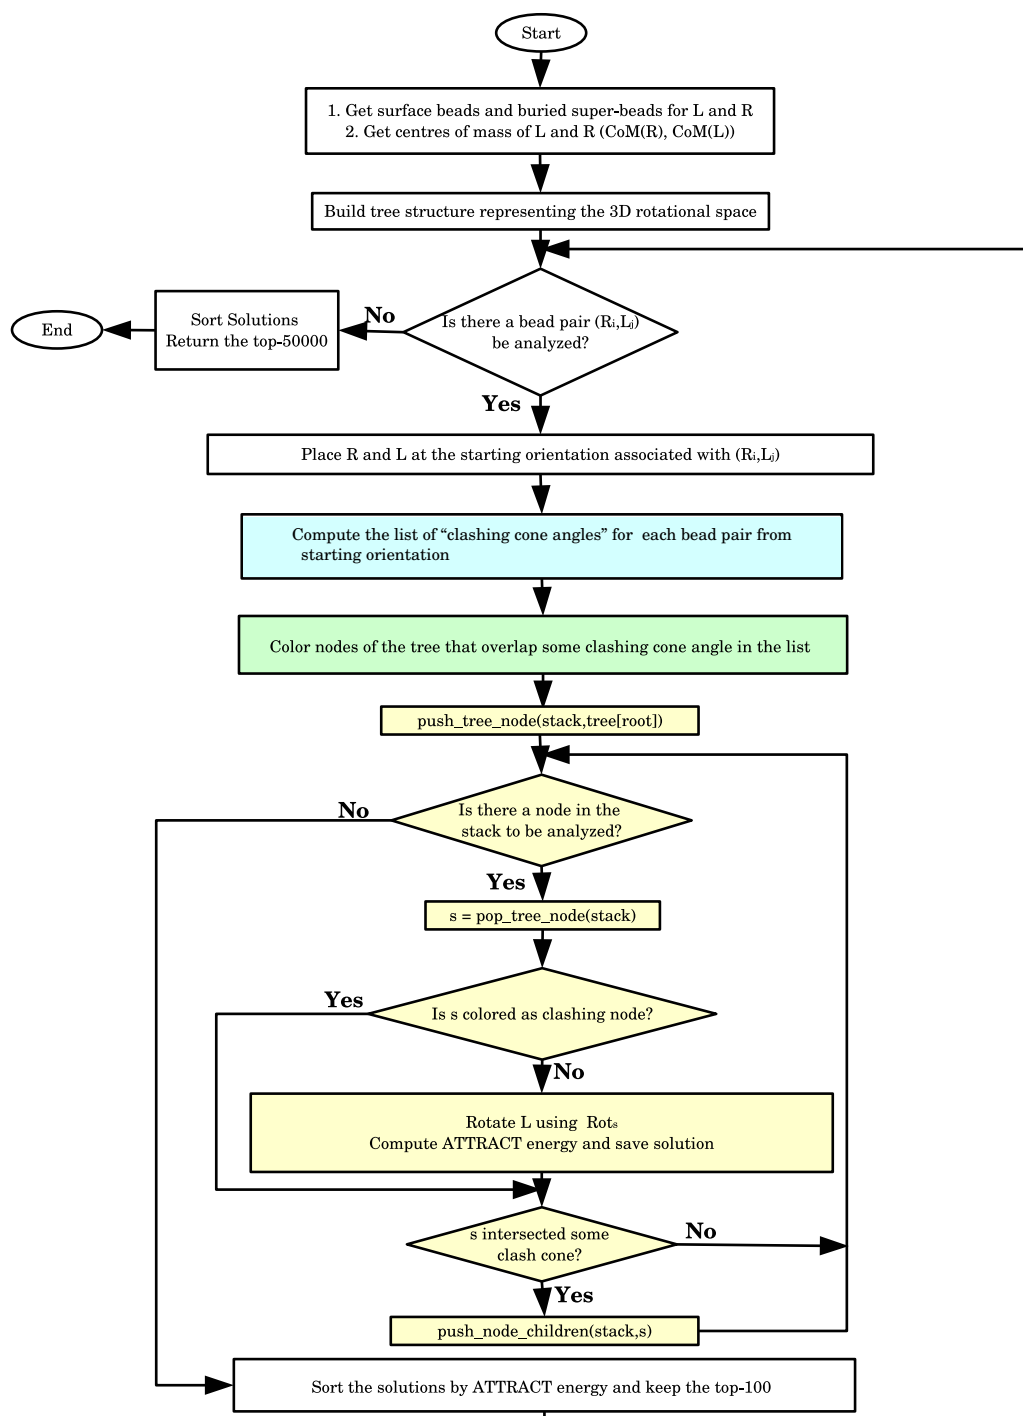 Start
1. Get surface beads and buried super-beads for L and R
2. Get centres of mass of L and R (CoM(R), CoM(L))
Build tree structure representing the 3D rotational space
Is there a bead pair (Ri,Lj)
be analyzed?
No
Sort Solutions
Return the top-50000
End
Yes
Place R and L at the starting orientation associated with (Ri,Lj)
Compute the list of “clashing cone angles” for each bead pair from
starting orientation
Color nodes of the tree that overlap some clashing cone angle in the list
push_tree_node(stack,tree[root])
Is there a node in the
stack to be analyzed?
No
Yes
s = pop_tree_node(stack)
Is s colored as clashing node?
Yes
No
Rotate L using Rots
Compute ATTRACT energy and save solution
s intersected some
clash cone?
No
Yes
push_node_children(stack,s)
Sort the solutions by ATTRACT energy and keep the top-100